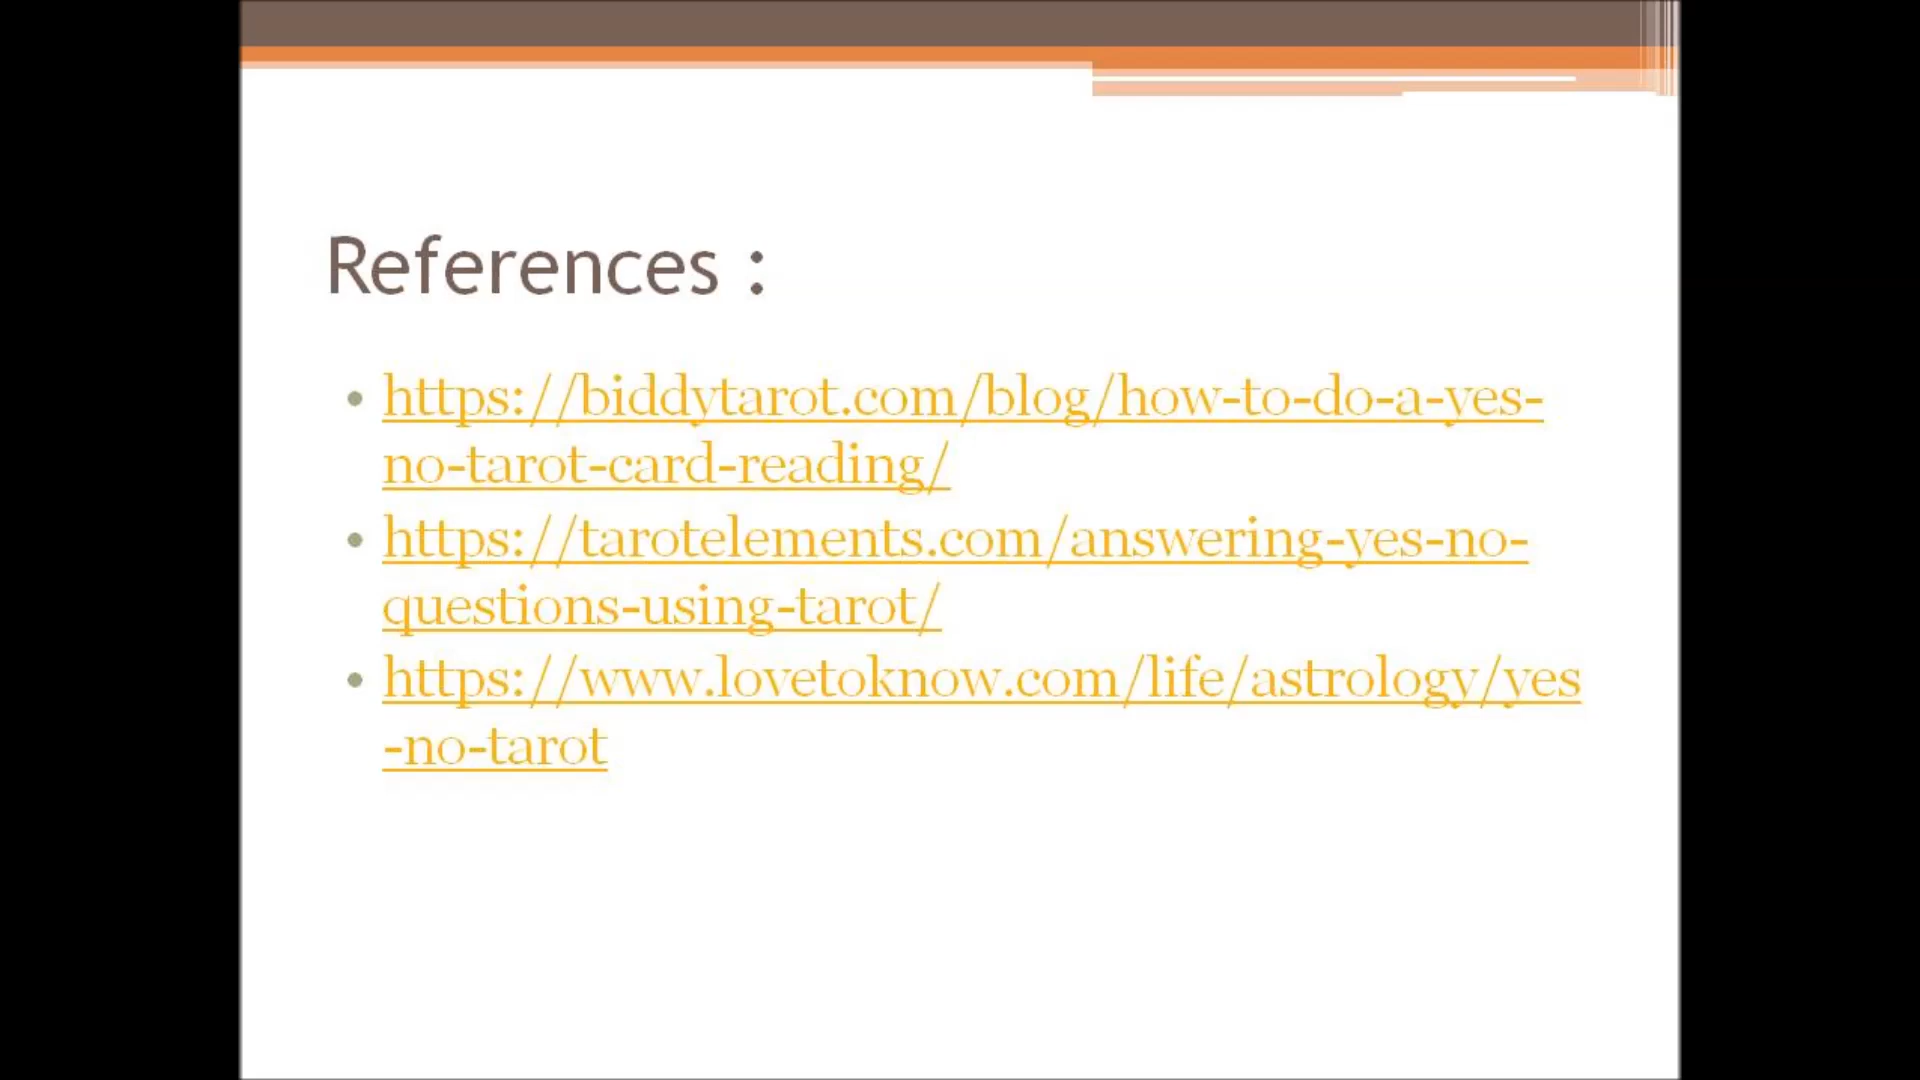 References :
https://biddytarot.com/blog/how-to-do-a-yes-
no-tarot-card-reading/
https://tarotelements.com/answering-yes-no-
questions-using-tarot/
https://www.lovetoknow.com/life/astrology/yes
-no-tarot